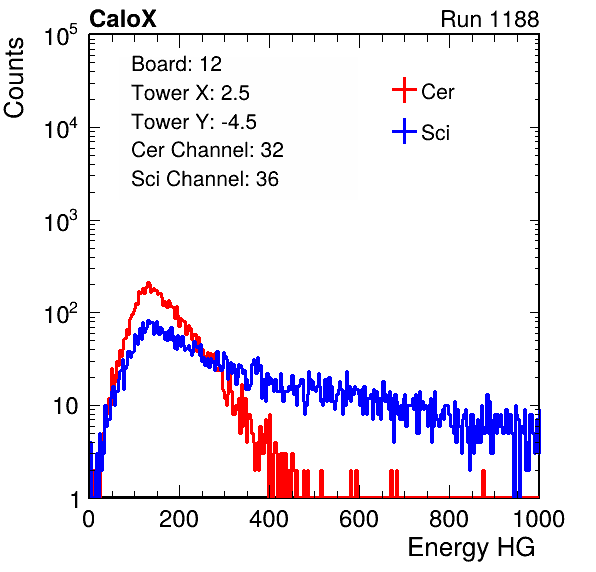 CaloX Run 1188
Counts
10^5
10^4
10^3
10^2
10
1
Board: 12
Tower X: 2.5
Tower Y: -4.5
Cer Channel: 32
Sci Channel: 36
Cer
Sci
0 200 400 600 800 1000
Energy HG